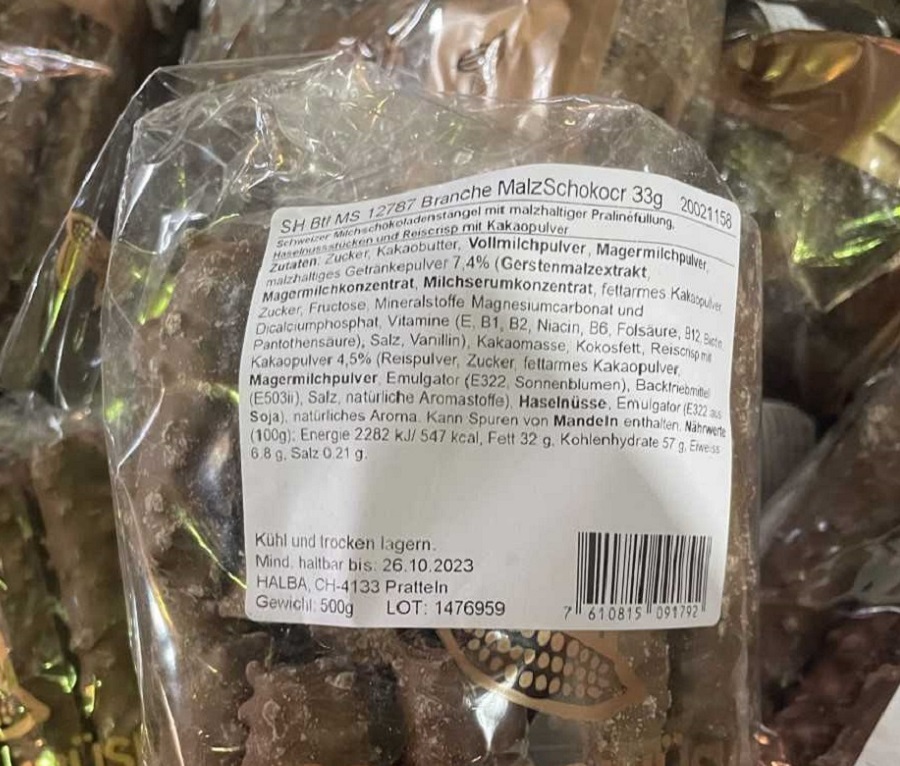 SH Btl MS 12787 Branche MalzSchokocr 33g 20021158
Schweizer Milchschokoladenstangel mit malzhaltiger Pralinéfüllung,
Haselnussstücken und Reiscrisp mit Kakaopulver
Zutaten: Zucker, Kakaobutter, Vollmilchpulver, Magermilchpulver,
malzhaltiges Getränkepulver 7,4% (Gerstenmalzextrakt,
Magermilchkonzentrat, Milchserumkonzentrat, fettarmes Kakaopulver,
Zucker, Fructose, Mineralstoffe Magnesiumcarbonat und
Dicalciumphosphat, Vitamine (E, B1, B2, Niacin, B6, Folsäure, B12, Biotin,
Pantothensäure), Salz, Vanillin), Kakaomasse, Kokosfett, Reiscrisp mit
Kakaopulver 4,5% (Reispulver, Zucker, fettarmes Kakaopulver,
Magermilchpulver, Emulgator (E322, Sonnenblumen), Backtriebmittel
(E503ii), Salz, natürliche Aromastoffe), Haselnüsse, Emulgator (E322 aus
Soja), natürliches Aroma. Kann Spuren von Mandeln enthalten. Nährwerte
(100g): Energie 2282 kJ/ 547 kcal, Fett 32 g, Kohlenhydrate 57 g, Eiweiss
6.8 g, Salz 0.21 g.
Kühl und trocken lagern.
Mind. haltbar bis: 26.10.2023
HALBA, CH-4133 Pratteln
Gewicht: 500g LOT: 1476959
7 610815 091792